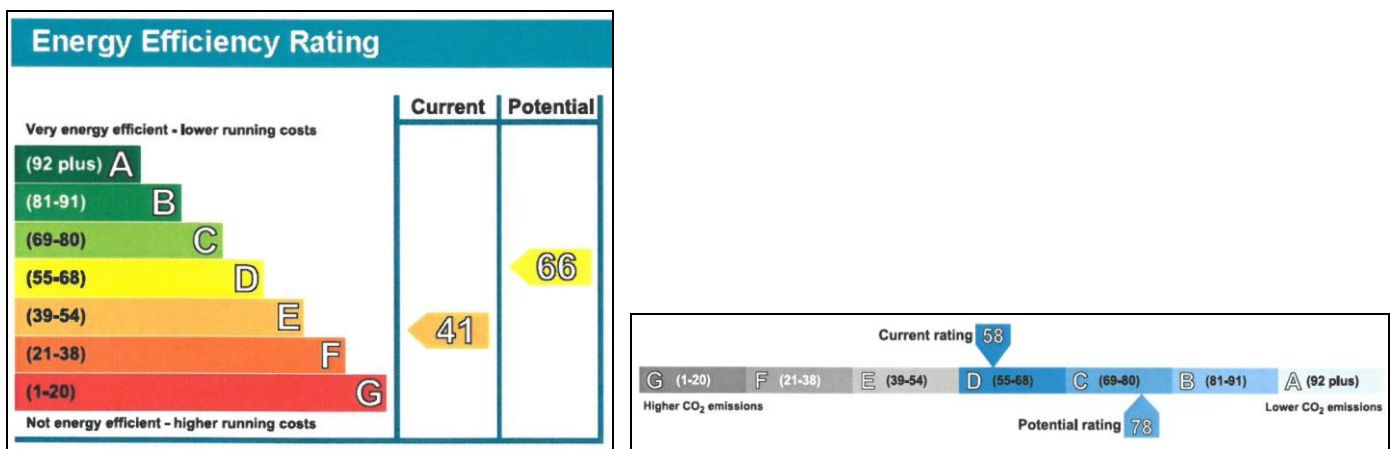 Energy Efficiency Rating
Current Potential
Very energy efficient - lower running costs
(92 plus) A
(81-91) B
(69-80) C
(55-68) D
(39-54) E
(21-38) F
(1-20) G
66
41
Not energy efficient - higher running costs
Current rating 58
G (1-20) F (21-38) E (39-54) D (55-68) C (69-80) B (81-91) A (92 plus)
Higher CO₂ emissions Lower CO₂ emissions
Potential rating 78